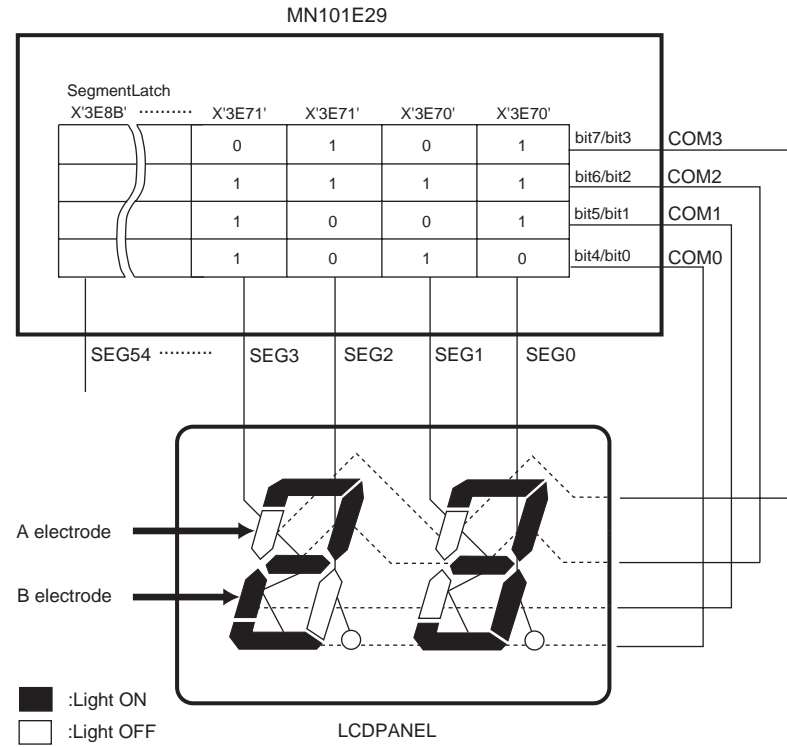 MN101E29
SegmentLatch
X'3E8B' ·········· X'3E71' X'3E71' X'3E70' X'3E70'
0 1 0 1 bit7/bit3 COM3
1 1 1 1 bit6/bit2 COM2
1 0 0 1 bit5/bit1 COM1
1 0 1 0 bit4/bit0 COM0
SEG54 ·········· SEG3 SEG2 SEG1 SEG0
A electrode
B electrode
:Light ON
:Light OFF
LCDPANEL